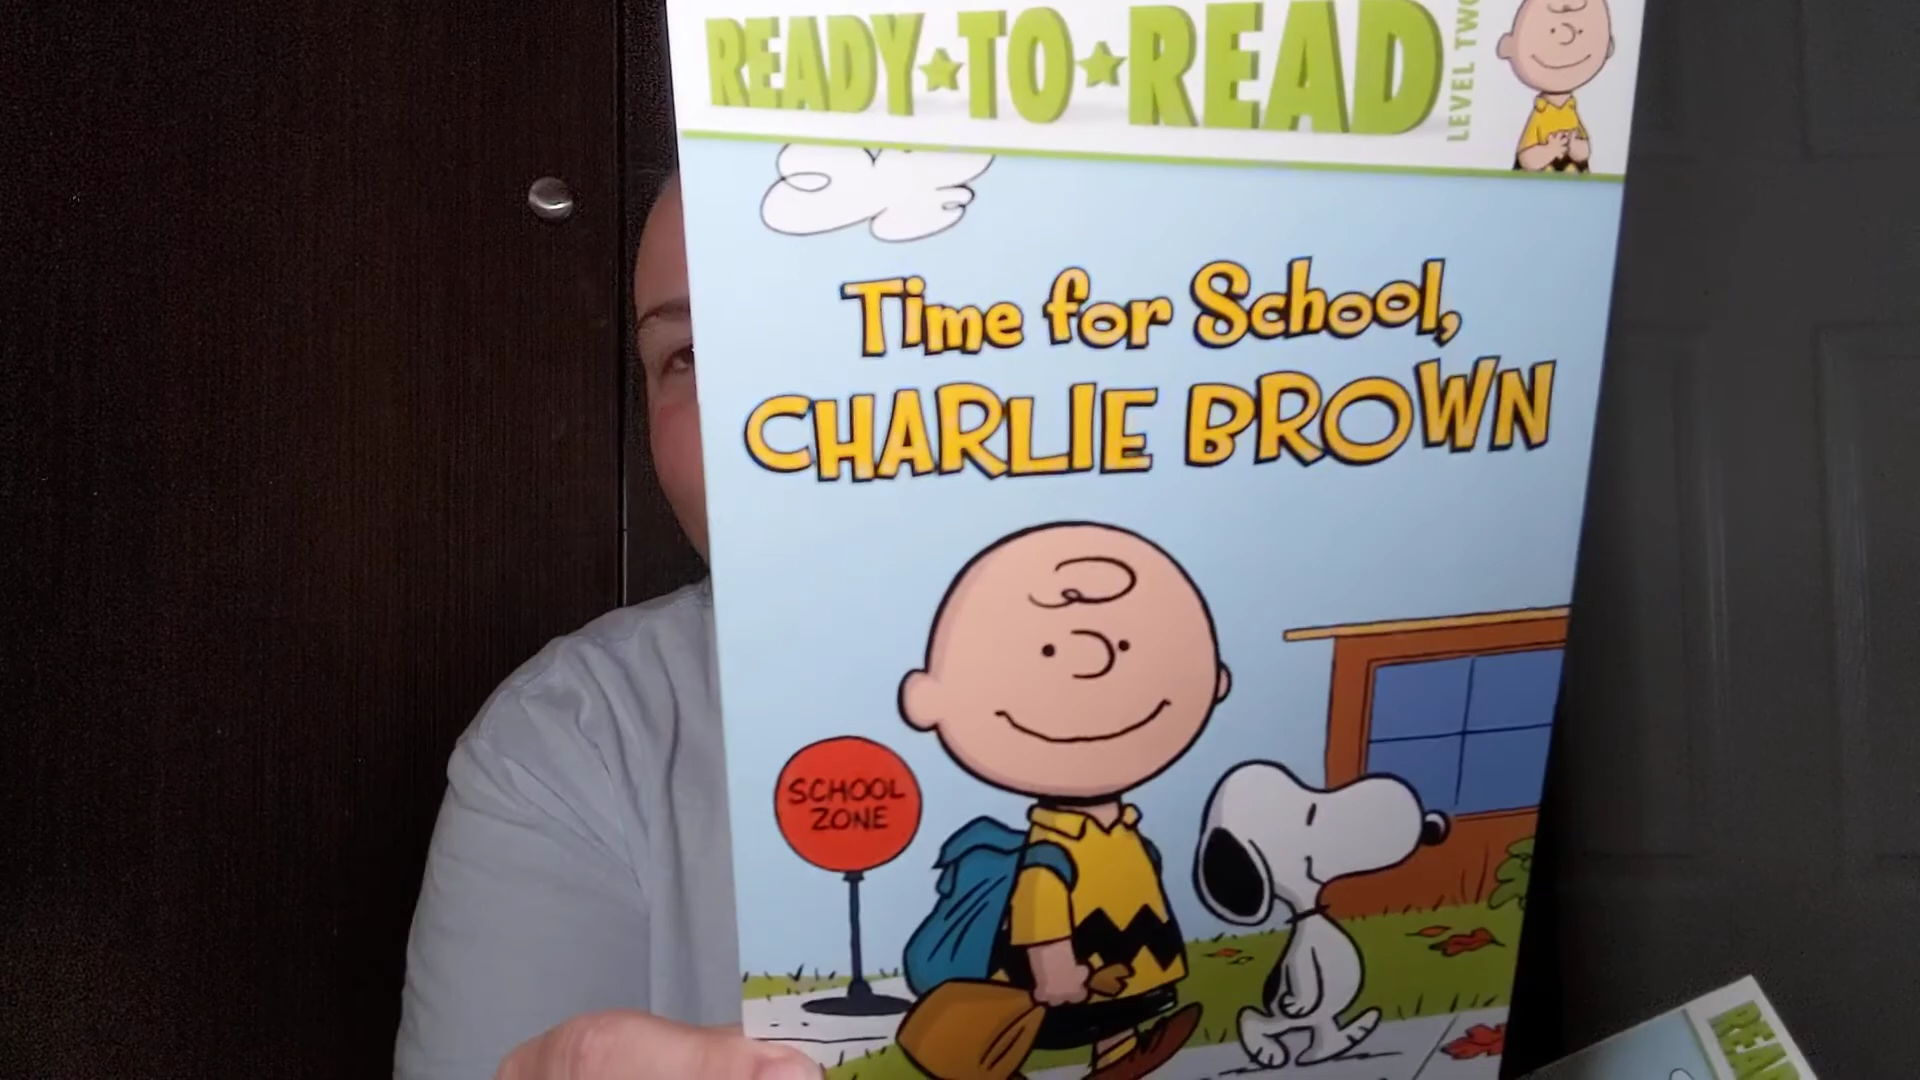 READY★TO★READ
LEVEL TWO
Time for School,
CHARLIE BROWN
SCHOOL
ZONE